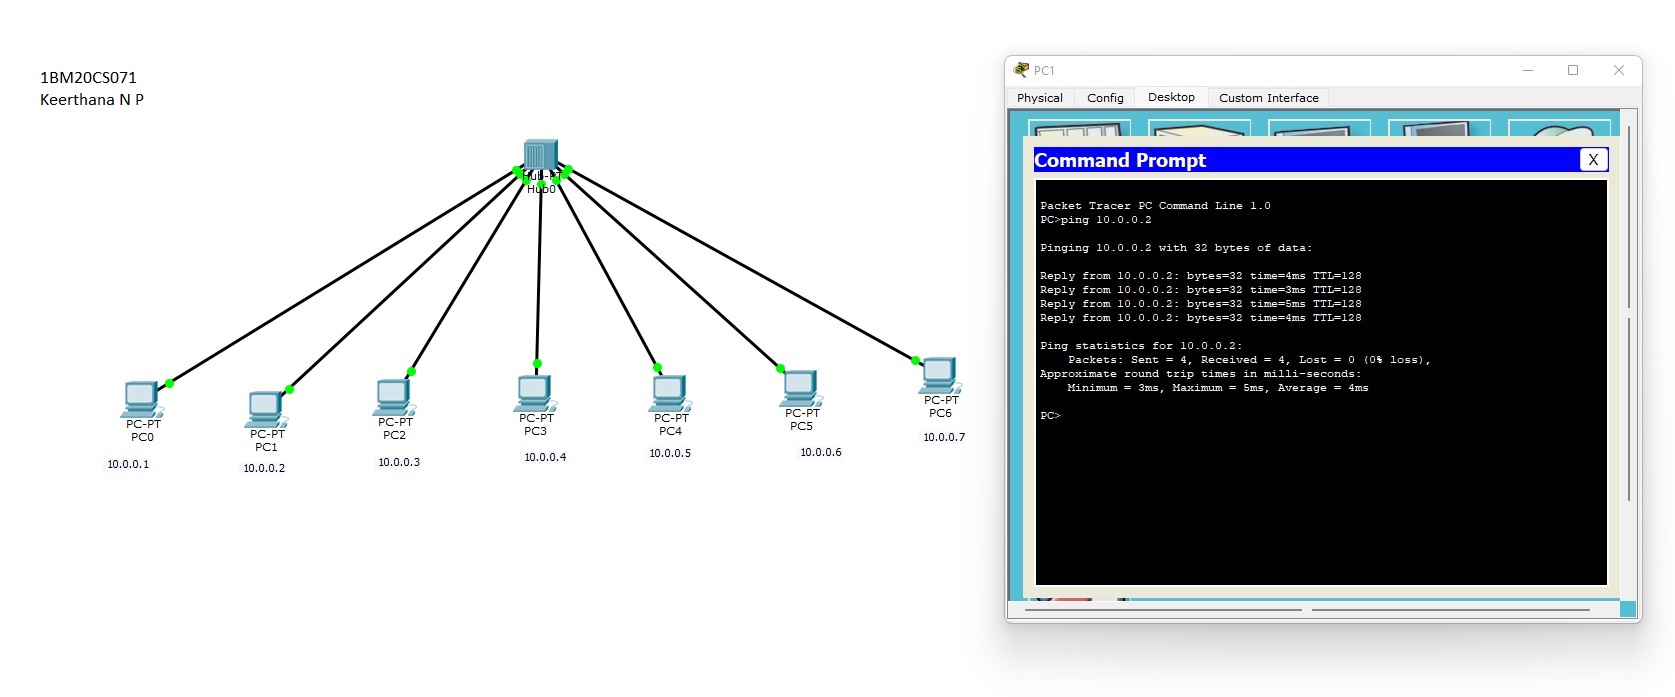 1BM20CS071
Keerthana N P
Hub-PT
Hub0
PC-PT
PC0
10.0.0.1
PC-PT
PC1
10.0.0.2
PC-PT
PC2
10.0.0.3
PC-PT
PC3
10.0.0.4
PC-PT
PC4
10.0.0.5
PC-PT
PC5
10.0.0.6
PC-PT
PC6
10.0.0.7
PC1
Physical Config Desktop Custom Interface
Command Prompt X
Packet Tracer PC Command Line 1.0
PC>ping 10.0.0.2
Pinging 10.0.0.2 with 32 bytes of data:
Reply from 10.0.0.2: bytes=32 time=4ms TTL=128
Reply from 10.0.0.2: bytes=32 time=3ms TTL=128
Reply from 10.0.0.2: bytes=32 time=5ms TTL=128
Reply from 10.0.0.2: bytes=32 time=4ms TTL=128
Ping statistics for 10.0.0.2:
Packets: Sent = 4, Received = 4, Lost = 0 (0% loss),
Approximate round trip times in milli-seconds:
Minimum = 3ms, Maximum = 5ms, Average = 4ms
PC>